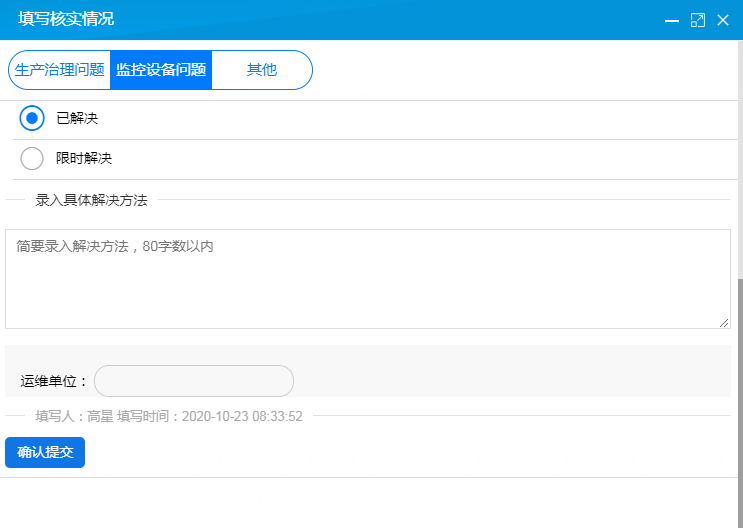 填写核实情况
生产治理问题 监控设备问题 其他
已解决
限时解决
录入具体解决方法
简要录入解决方法，80字数以内
运维单位：
填写人：高星 填写时间：2020-10-23 08:33:52
确认提交